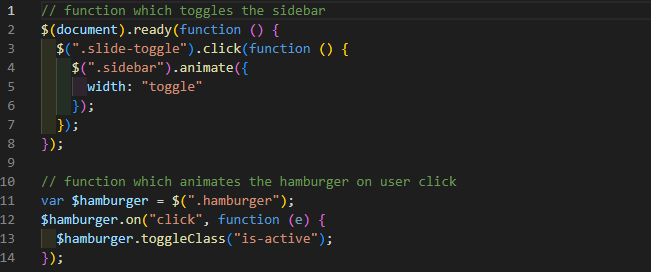 1 // function which toggles the sidebar
2 $(document).ready(function () {
3   $(".slide-toggle").click(function () {
4     $(".sidebar").animate({
5       width: "toggle"
6     });
7   });
8 });
9
10 // function which animates the hamburger on user click
11 var $hamburger = $(".hamburger");
12 $hamburger.on("click", function (e) {
13   $hamburger.toggleClass("is-active");
14 });